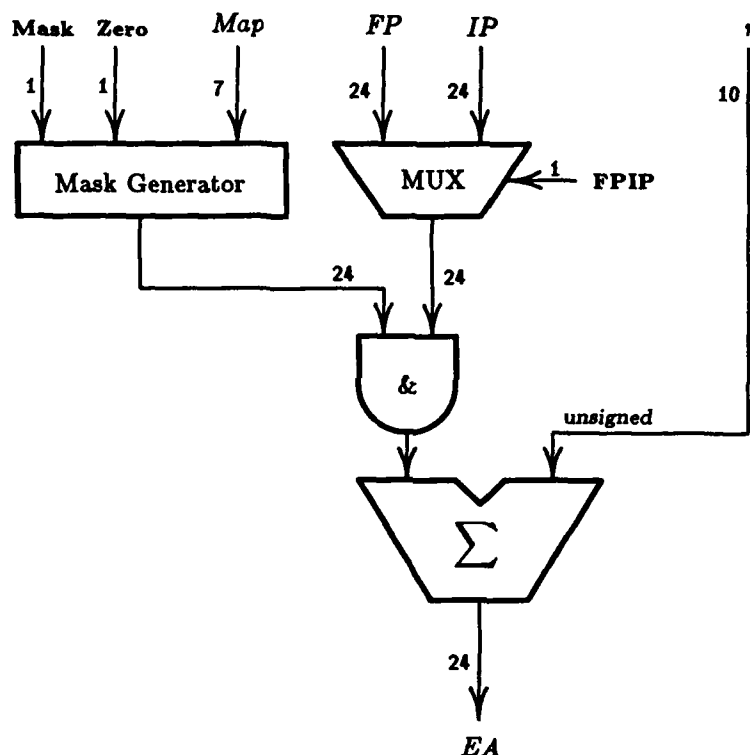 Mask Zero Map FP IP
1 1 7 24 24 10
Mask Generator MUX 1 FPIP
24 24
&
unsigned
Σ
24
EA